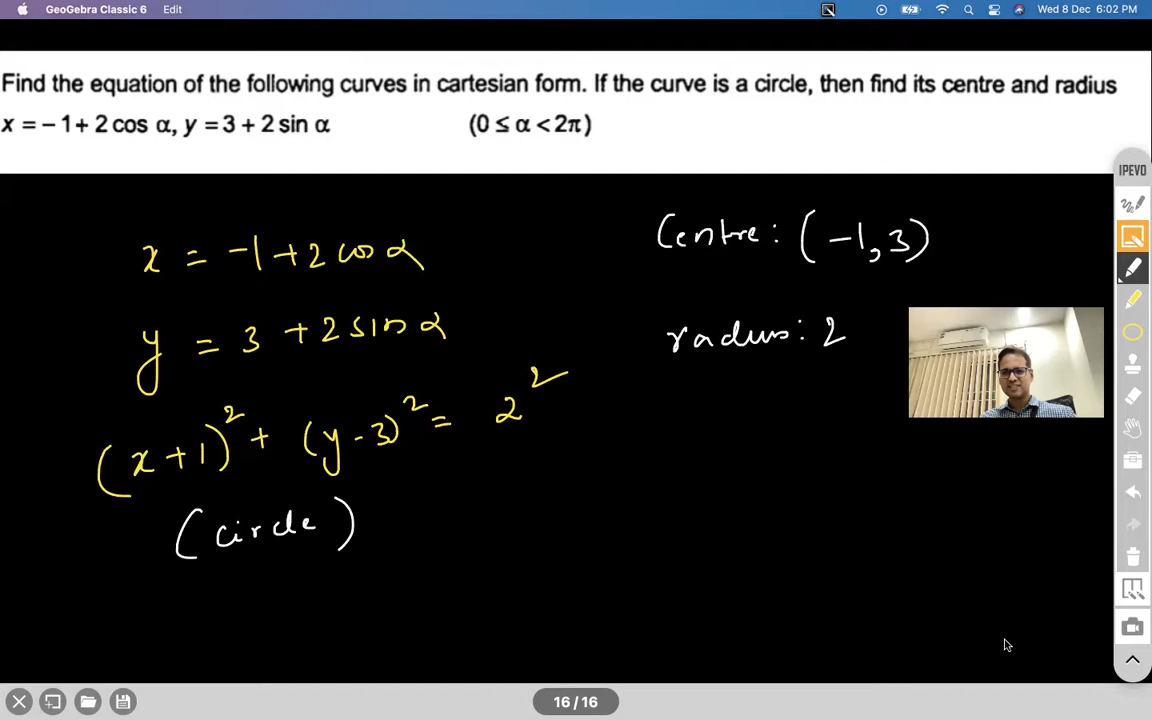 GeoGebra Classic 6 Edit Wed 8 Dec 6:02 PM
Find the equation of the following curves in cartesian form. If the curve is a circle, then find its centre and radius
x = – 1+ 2 cos α, y = 3 + 2 sin α (0 ≤ α < 2π)
IPEVO
x = -1 + 2 cos α
y = 3 + 2 sin α
(x + 1)² + (y - 3)² = 2²
(circle)
Centre: (-1, 3)
radius: 2
16 / 16